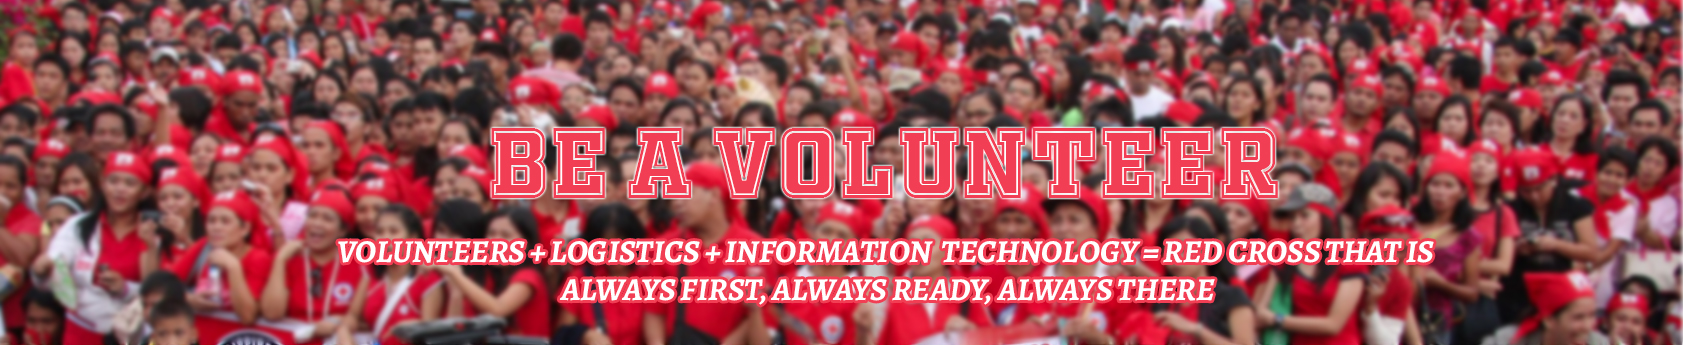 BE A VOLUNTEER
VOLUNTEERS + LOGISTICS + INFORMATION TECHNOLOGY = RED CROSS THAT IS
ALWAYS FIRST, ALWAYS READY, ALWAYS THERE